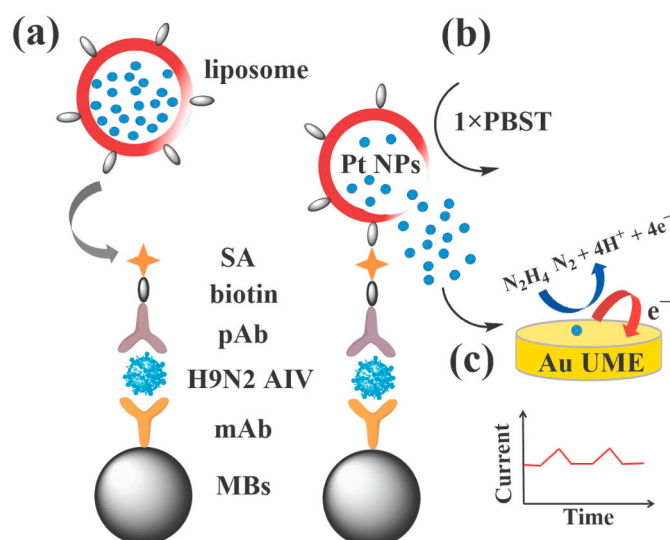 (a)
liposome
SA
biotin
pAb
H9N2 AIV
mAb
MBs
(b)
1×PBST
Pt NPs
N₂H₄ N₂ + 4H⁺ + 4e⁻
e⁻
Au UME
(c)
Current
Time